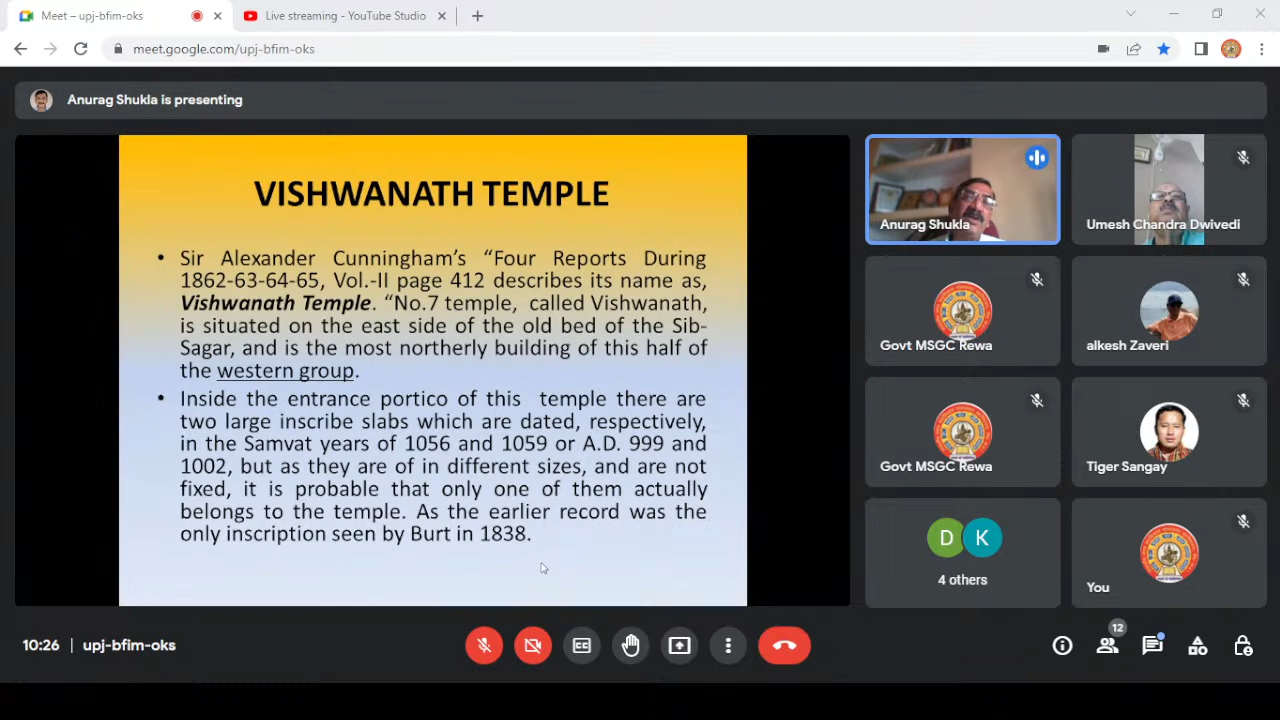 Meet – upj-bfim-oks
Live streaming - YouTube Studio
meet.google.com/upj-bfim-oks
Anurag Shukla is presenting
VISHWANATH TEMPLE
• Sir Alexander Cunningham’s “Four Reports During
1862-63-64-65, Vol.-II page 412 describes its name as,
Vishwanath Temple. “No.7 temple, called Vishwanath,
is situated on the east side of the old bed of the Sib-
Sagar, and is the most northerly building of this half of
the western group.
• Inside the entrance portico of this temple there are
two large inscribe slabs which are dated, respectively,
in the Samvat years of 1056 and 1059 or A.D. 999 and
1002, but as they are of in different sizes, and are not
fixed, it is probable that only one of them actually
belongs to the temple. As the earlier record was the
only inscription seen by Burt in 1838.
Anurag Shukla
Umesh Chandra Dwivedi
Govt MSGC Rewa
alkesh Zaveri
Govt MSGC Rewa
Tiger Sangay
D K
4 others
You
10:26 | upj-bfim-oks
CC
12